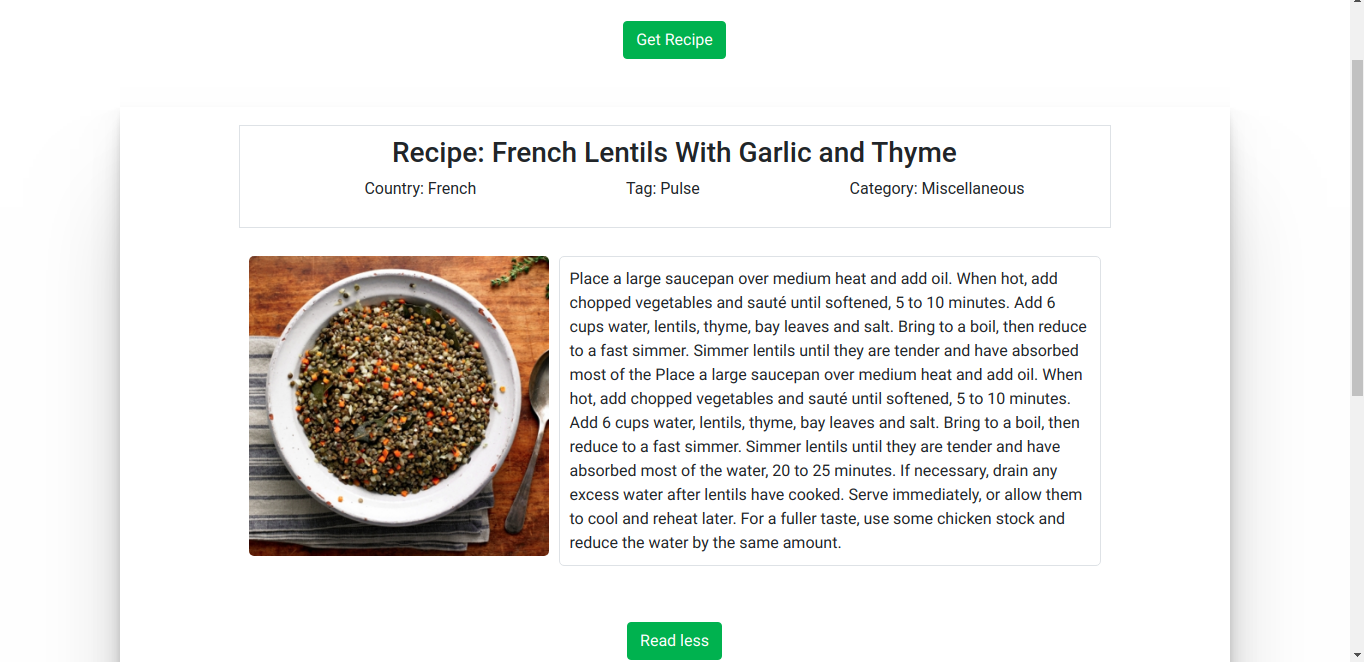 Get Recipe
Recipe: French Lentils With Garlic and Thyme
Country: French Tag: Pulse Category: Miscellaneous
Place a large saucepan over medium heat and add oil. When hot, add
chopped vegetables and sauté until softened, 5 to 10 minutes. Add 6
cups water, lentils, thyme, bay leaves and salt. Bring to a boil, then reduce
to a fast simmer. Simmer lentils until they are tender and have absorbed
most of the Place a large saucepan over medium heat and add oil. When
hot, add chopped vegetables and sauté until softened, 5 to 10 minutes.
Add 6 cups water, lentils, thyme, bay leaves and salt. Bring to a boil, then
reduce to a fast simmer. Simmer lentils until they are tender and have
absorbed most of the water, 20 to 25 minutes. If necessary, drain any
excess water after lentils have cooked. Serve immediately, or allow them
to cool and reheat later. For a fuller taste, use some chicken stock and
reduce the water by the same amount.
Read less